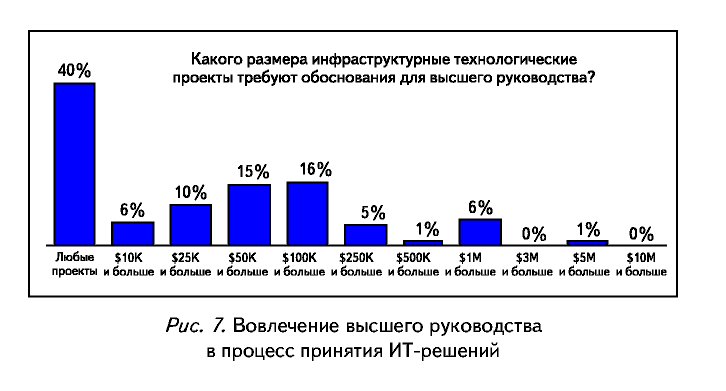 Какого размера инфраструктурные технологические
проекты требуют обоснования для высшего руководства?
40%
6%
10%
15%
16%
5%
1%
6%
0%
1%
0%
Любые проекты
$10K и больше
$25K и больше
$50K и больше
$100K и больше
$250K и больше
$500K и больше
$1M и больше
$3M и больше
$5M и больше
$10M и больше
Рис. 7. Вовлечение высшего руководства
в процесс принятия ИТ-решений